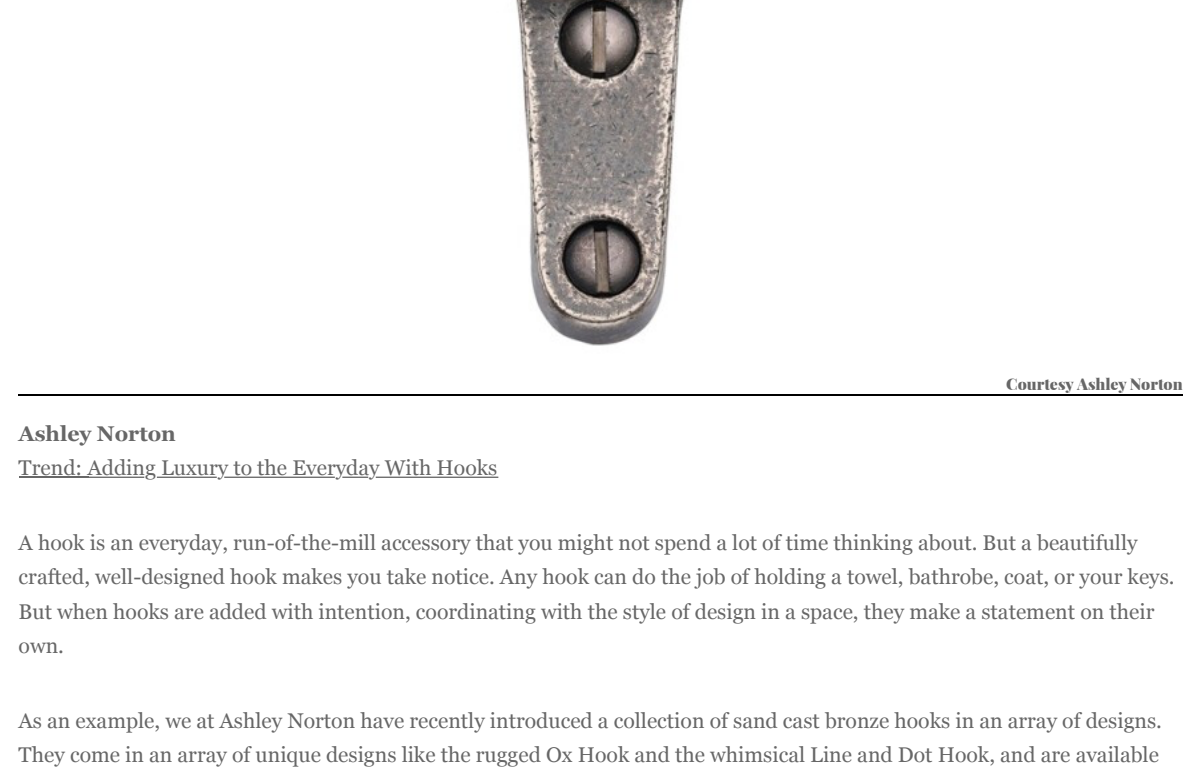 Courtesy Ashley Norton
Ashley Norton
Trend: Adding Luxury to the Everyday With Hooks
A hook is an everyday, run-of-the-mill accessory that you might not spend a lot of time thinking about. But a beautifully
crafted, well-designed hook makes you take notice. Any hook can do the job of holding a towel, bathrobe, coat, or your keys.
But when hooks are added with intention, coordinating with the style of design in a space, they make a statement on their
own.
As an example, we at Ashley Norton have recently introduced a collection of sand cast bronze hooks in an array of designs.
They come in an array of unique designs like the rugged Ox Hook and the whimsical Line and Dot Hook, and are available